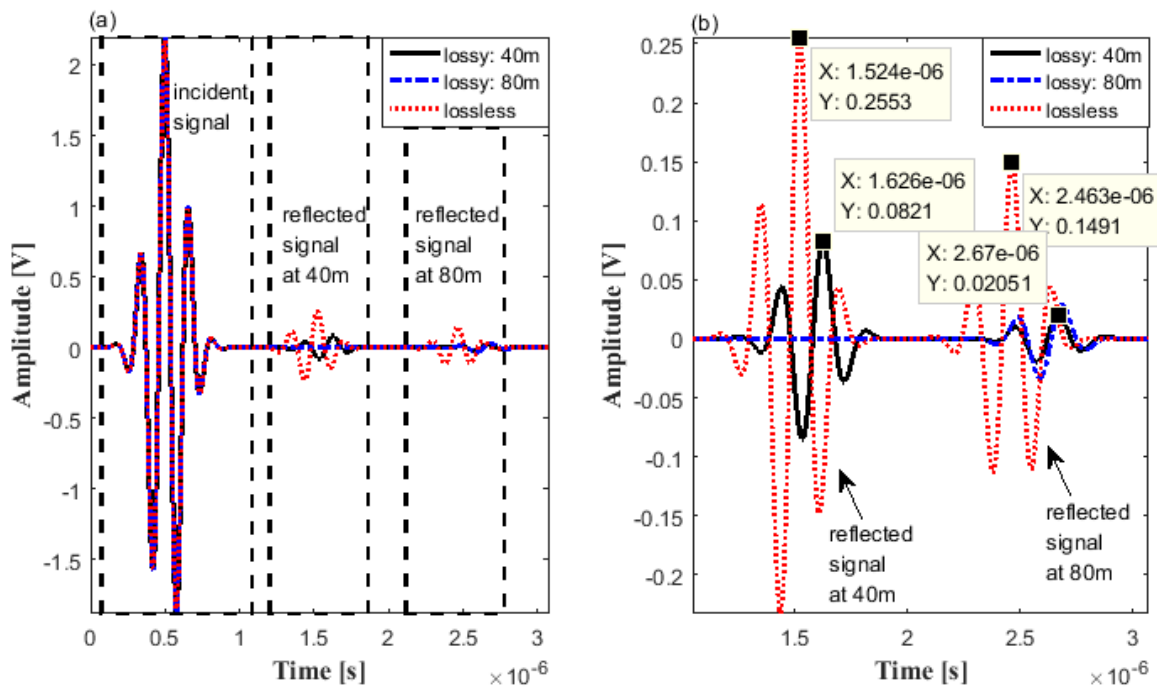 (a)
lossy: 40m
lossy: 80m
lossless
incident
signal
reflected
signal
at 40m
reflected
signal
at 80m
2
1.5
1
0.5
0
-0.5
-1
-1.5
Amplitude [V]
0 0.5 1 1.5 2 2.5 3
Time [s]
×10⁻⁶
(b)
lossy: 40m
lossy: 80m
lossless
X: 1.524e-06
Y: 0.2553
X: 1.626e-06
Y: 0.0821
X: 2.463e-06
Y: 0.1491
X: 2.67e-06
Y: 0.02051
reflected
signal
at 40m
reflected
signal
at 80m
0.25
0.2
0.15
0.1
0.05
0
-0.05
-0.1
-0.15
-0.2
Amplitude [V]
1.5 2 2.5 3
Time [s]
×10⁻⁶